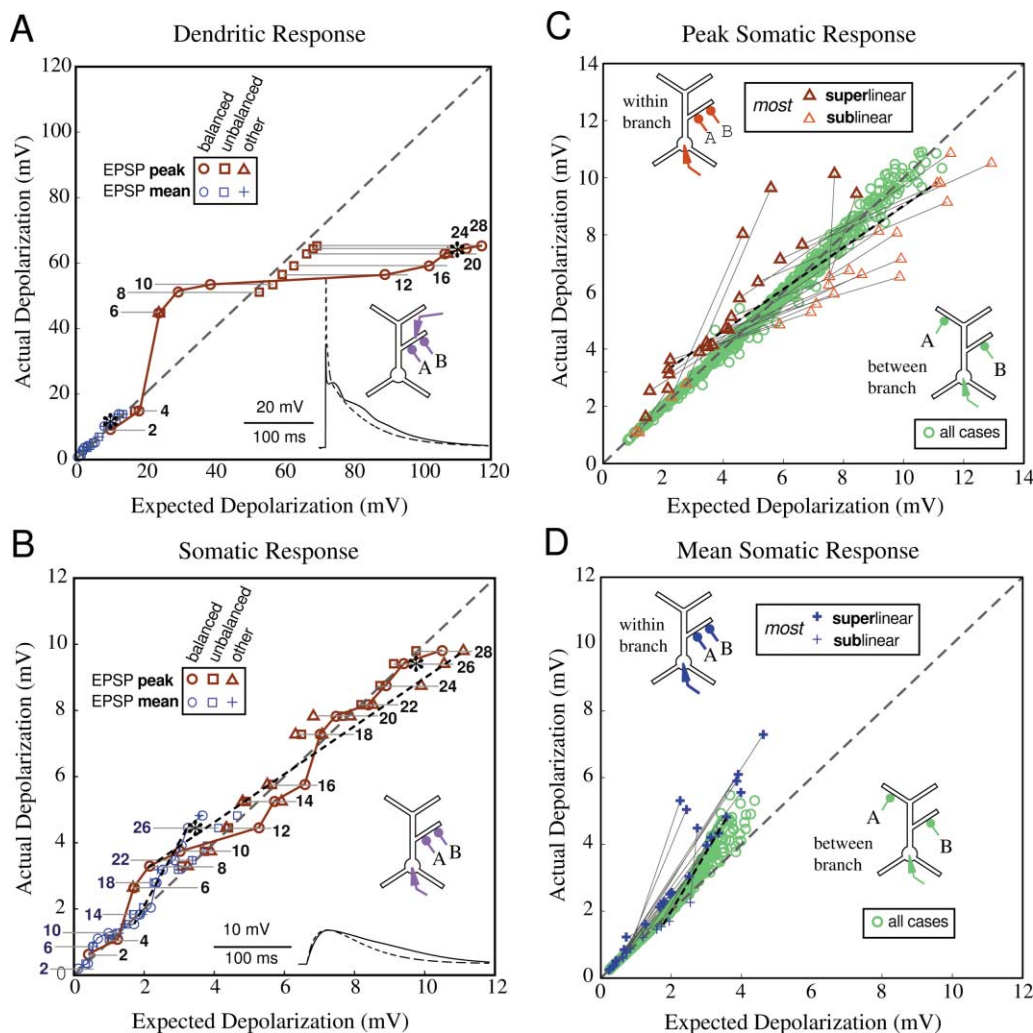 A
Dendritic Response
120
100
80
60
40
20
0
0 20 40 60 80 100 120
Actual Depolarization (mV)
Expected Depolarization (mV)
balanced
unbalanced
other
EPSP peak
EPSP mean
2
4
6
8
10
12
16
20
24
28
20 mV
100 ms
A
B
B
Somatic Response
12
10
8
6
4
2
0
0 2 4 6 8 10 12
Actual Depolarization (mV)
Expected Depolarization (mV)
balanced
unbalanced
other
EPSP peak
EPSP mean
28
26
24
22
20
18
16
14
12
10
8
6
4
2
26
22
18
14
10
6
2
10 mV
100 ms
A
B
C
Peak Somatic Response
14
12
10
8
6
4
2
0
0 2 4 6 8 10 12 14
Actual Depolarization (mV)
Expected Depolarization (mV)
within
branch
A
B
most
superlinear
sublinear
A
B
between
branch
all cases
D
Mean Somatic Response
12
10
8
6
4
2
0
0 2 4 6 8 10 12
Actual Depolarization (mV)
Expected Depolarization (mV)
within
branch
A
B
most
superlinear
sublinear
A
B
between
branch
all cases